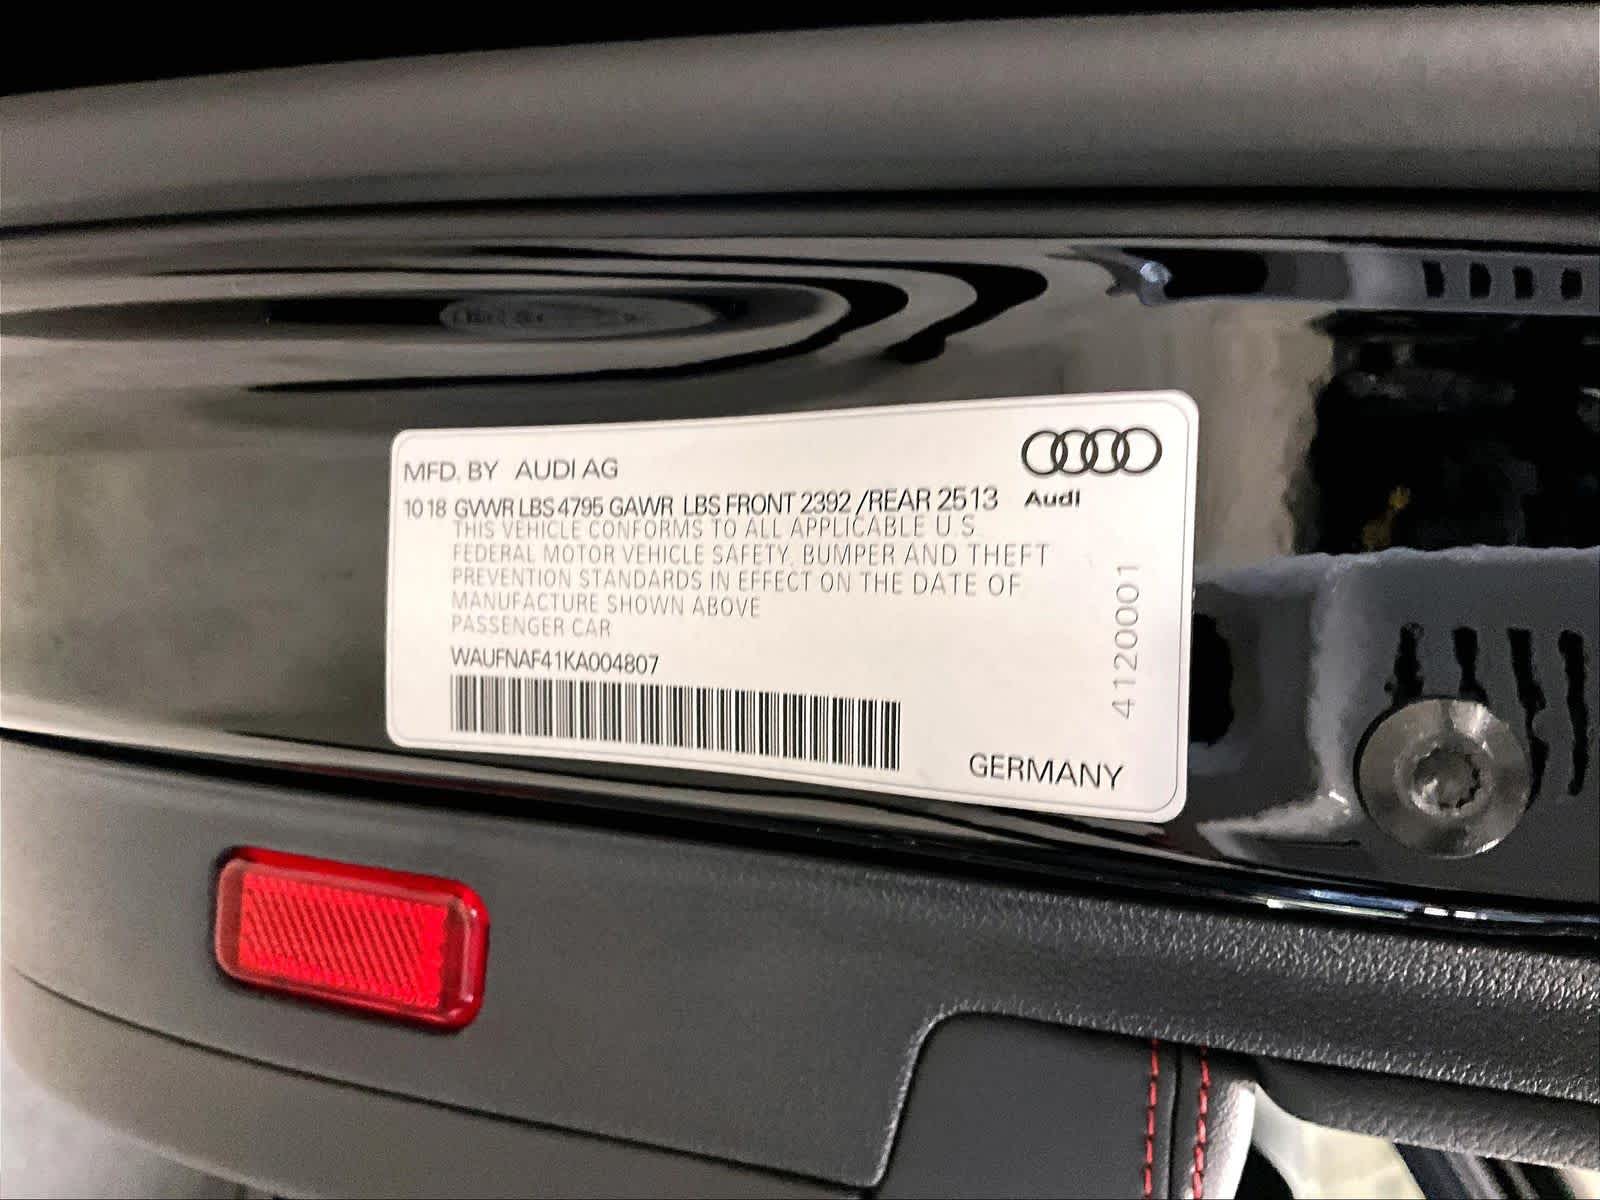 MFD. BY AUDI AG
10 18 GVWR LBS 4795 GAWR LBS FRONT 2392 /REAR 2513
Audi
THIS VEHICLE CONFORMS TO ALL APPLICABLE U.S.
FEDERAL MOTOR VEHICLE SAFETY. BUMPER AND THEFT
PREVENTION STANDARDS IN EFFECT ON THE DATE OF
MANUFACTURE SHOWN ABOVE
PASSENGER CAR
WAUFNAF41KA004807
4120001
GERMANY